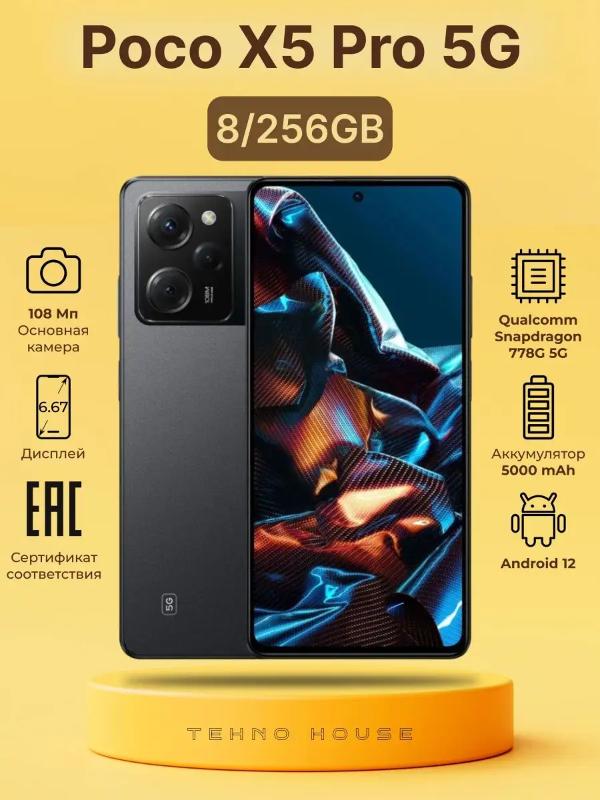 Poco X5 Pro 5G
8/256GB
108 Мп
Основная
камера
6.67
Дисплей
EAC
Сертификат
соответствия
Qualcomm
Snapdragon
778G 5G
Аккумулятор
5000 mAh
Android 12
108M
5G
TEHNO HOUSE